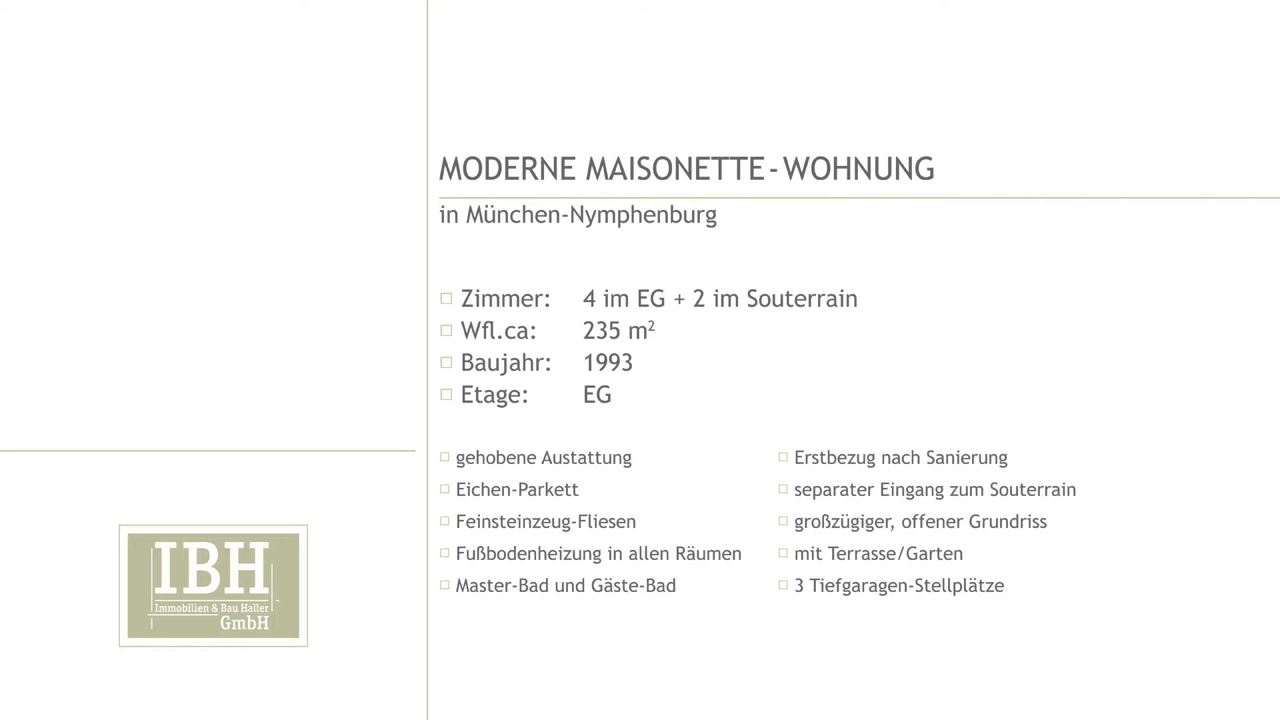 MODERNE MAISONETTE-WOHNUNG
in München-Nymphenburg
Zimmer: 4 im EG + 2 im Souterrain
Wfl.ca: 235 m²
Baujahr: 1993
Etage: EG
gehobene Austattung
Eichen-Parkett
Feinsteinzeug-Fliesen
Fußbodenheizung in allen Räumen
Master-Bad und Gäste-Bad
Erstbezug nach Sanierung
separater Eingang zum Souterrain
großzügiger, offener Grundriss
mit Terrasse/Garten
3 Tiefgaragen-Stellplätze
IBH
Immobilien & Bau Haller
GmbH